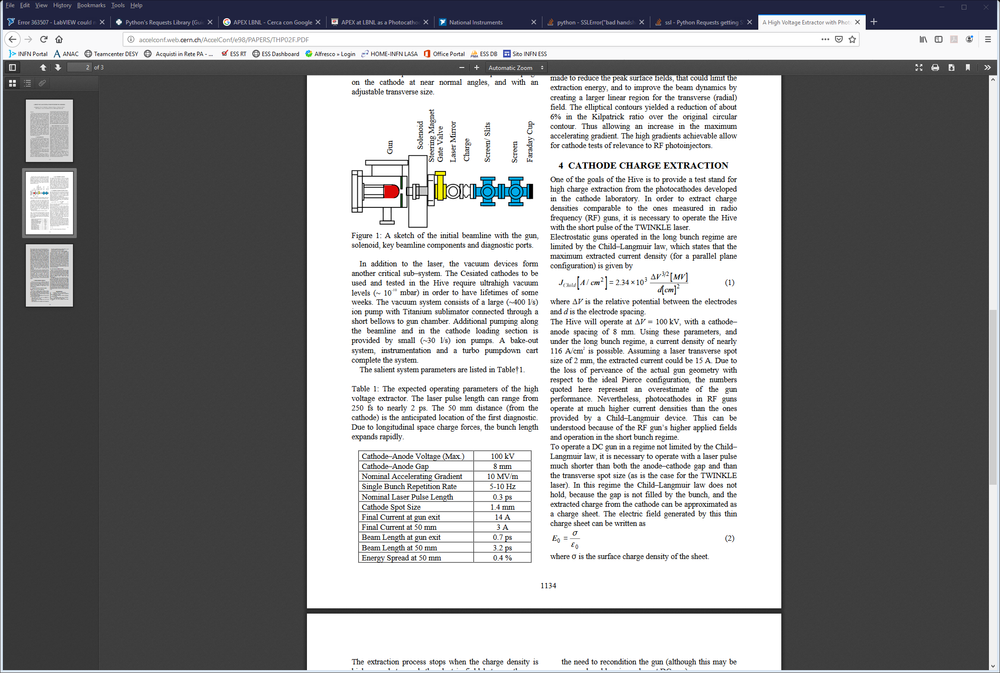 File Edit View History Bookmarks Tools Help
Error 363507 - LabVIEW could n
Python's Requests Library (Guid
APEX LBNL - Cerca con Google
APEX at LBNL as a Photocathod
National Instruments
python - SSLError("bad handsh
ssl - Python Requests getting S
A High Voltage Extractor with Photo
accelconf.web.cern.ch/AccelConf/e98/PAPERS/THP02F.PDF
INFN Portal ANAC Teamcenter DESY Acquisti in Rete PA - ... ESS RT ESS Dashboard Alfresco » Login HOME-INFN LASA Office Portal ESS DB Sito INFN ESS
2 of 3
Automatic Zoom
on the cathode at near normal angles, and with an
adjustable transverse size.
Gun
Solenoid
Steering Magnet
Gate Valve
Laser Mirror
Charge
Screen/ Slits
Screen
Faraday Cup
Figure 1: A sketch of the initial beamline with the gun,
solenoid, key beamline components and diagnostic ports.
In addition to the laser, the vacuum devices form
another critical sub–system. The Cesiated cathodes to be
used and tested in the Hive require ultrahigh vacuum
levels (~ 10⁻¹⁰ mbar) in order to have lifetimes of some
weeks. The vacuum system consists of a large (~400 l/s)
ion pump with Titanium sublimator connected through a
short bellows to gun chamber. Additional pumping along
the beamline and in the cathode loading section is
provided by small (~30 l/s) ion pumps. A bake-out
system, instrumentation and a turbo pumpdown cart
complete the system.
The salient system parameters are listed in Table†1.
Table 1: The expected operating parameters of the high
voltage extractor. The laser pulse length can range from
250 fs to nearly 2 ps. The 50 mm distance (from the
cathode) is the anticipated location of the first diagnostic.
Due to longitudinal space charge forces, the bunch length
expands rapidly.
Cathode–Anode Voltage (Max.) 100 kV
Cathode–Anode Gap 8 mm
Nominal Accelerating Gradient 10 MV/m
Single Bunch Repetition Rate 5-10 Hz
Nominal Laser Pulse Length 0.3 ps
Cathode Spot Size 1.4 mm
Final Current at gun exit 14 A
Final Current at 50 mm 3 A
Beam Length at gun exit 0.7 ps
Beam Length at 50 mm 3.2 ps
Energy Spread at 50 mm 0.4 %
made to reduce the peak surface fields, that could limit the
extraction energy, and to improve the beam dynamics by
creating a larger linear region for the transverse (radial)
field. The elliptical contours yielded a reduction of about
6% in the Kilpatrick ratio over the original circular
contour. Thus allowing an increase in the maximum
accelerating gradient. The high gradients achievable allow
for cathode tests of relevance to RF photoinjectors.
4 CATHODE CHARGE EXTRACTION
One of the goals of the Hive is to provide a test stand for
high charge extraction from the photocathodes developed
in the cathode laboratory. In order to extract charge
densities comparable to the ones measured in radio
frequency (RF) guns, it is necessary to operate the Hive
with the short pulse of the TWINKLE laser.
Electrostatic guns operated in the long bunch regime are
limited by the Child–Langmuir law, which states that the
maximum extracted current density (for a parallel plane
configuration) is given by
J_Child[A/cm²] = 2.34×10³ ΔV^3/2[MV] / d[cm]² (1)
where ΔV is the relative potential between the electrodes
and d is the electrode spacing.
The Hive will operate at ΔV = 100 kV, with a cathode–
anode spacing of 8 mm. Using these parameters, and
under the long bunch regime, a current density of nearly
116 A/cm² is possible. Assuming a laser transverse spot
size of 2 mm, the extracted current could be 15 A. Due to
the loss of perveance of the actual gun geometry with
respect to the ideal Pierce configuration, the numbers
quoted here represent an overestimate of the gun
performance. Nevertheless, photocathodes in RF guns
operate at much higher current densities than the ones
provided by a Child–Langmuir device. This can be
understood because of the RF gun's higher applied fields
and operation in the short bunch regime.
To operate a DC gun in a regime not limited by the Child–
Langmuir law, it is necessary to operate with a laser pulse
much shorter than both the anode–cathode gap and than
the transverse spot size (as is the case for the TWINKLE
laser). In this regime the Child–Langmuir law does not
hold, because the gap is not filled by the bunch, and the
extracted charge from the cathode can be approximated as
a charge sheet. The electric field generated by this thin
charge sheet can be written as
E₀ = σ / ε₀ (2)
where σ is the surface charge density of the sheet.
1134
The extraction process stops when the charge density is
the need to recondition the gun (although this may be